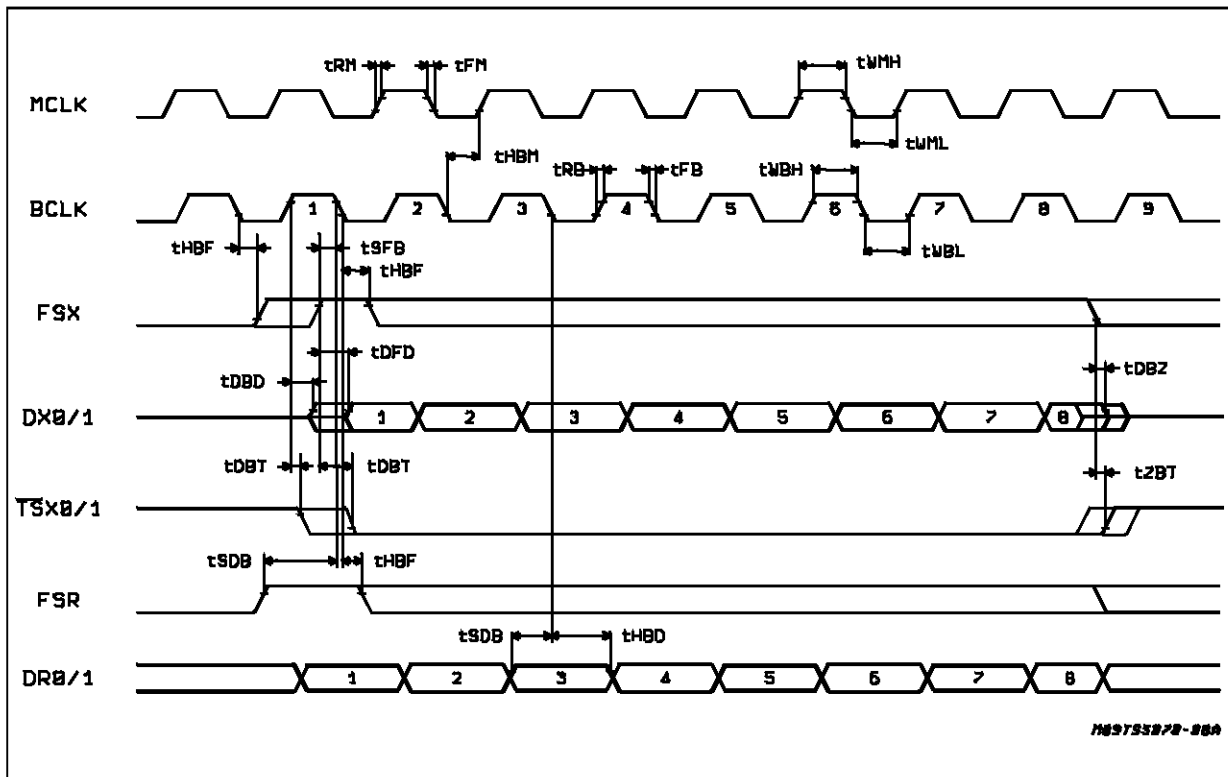 tRM tFM tWMH
MCLK
tHBM tWML
tRB tFB tWBH
BCLK 1 2 3 4 5 6 7 8 9
tHBF tSFB tWBL
tHBF
FSX
tDFD
tDBD tDBZ
DX0/1 1 2 3 4 5 6 7 8
tDBT tDBT tZBT
TSX0/1
tSDB tHBF
FSR
tSDB tHBD
DR0/1 1 2 3 4 5 6 7 8